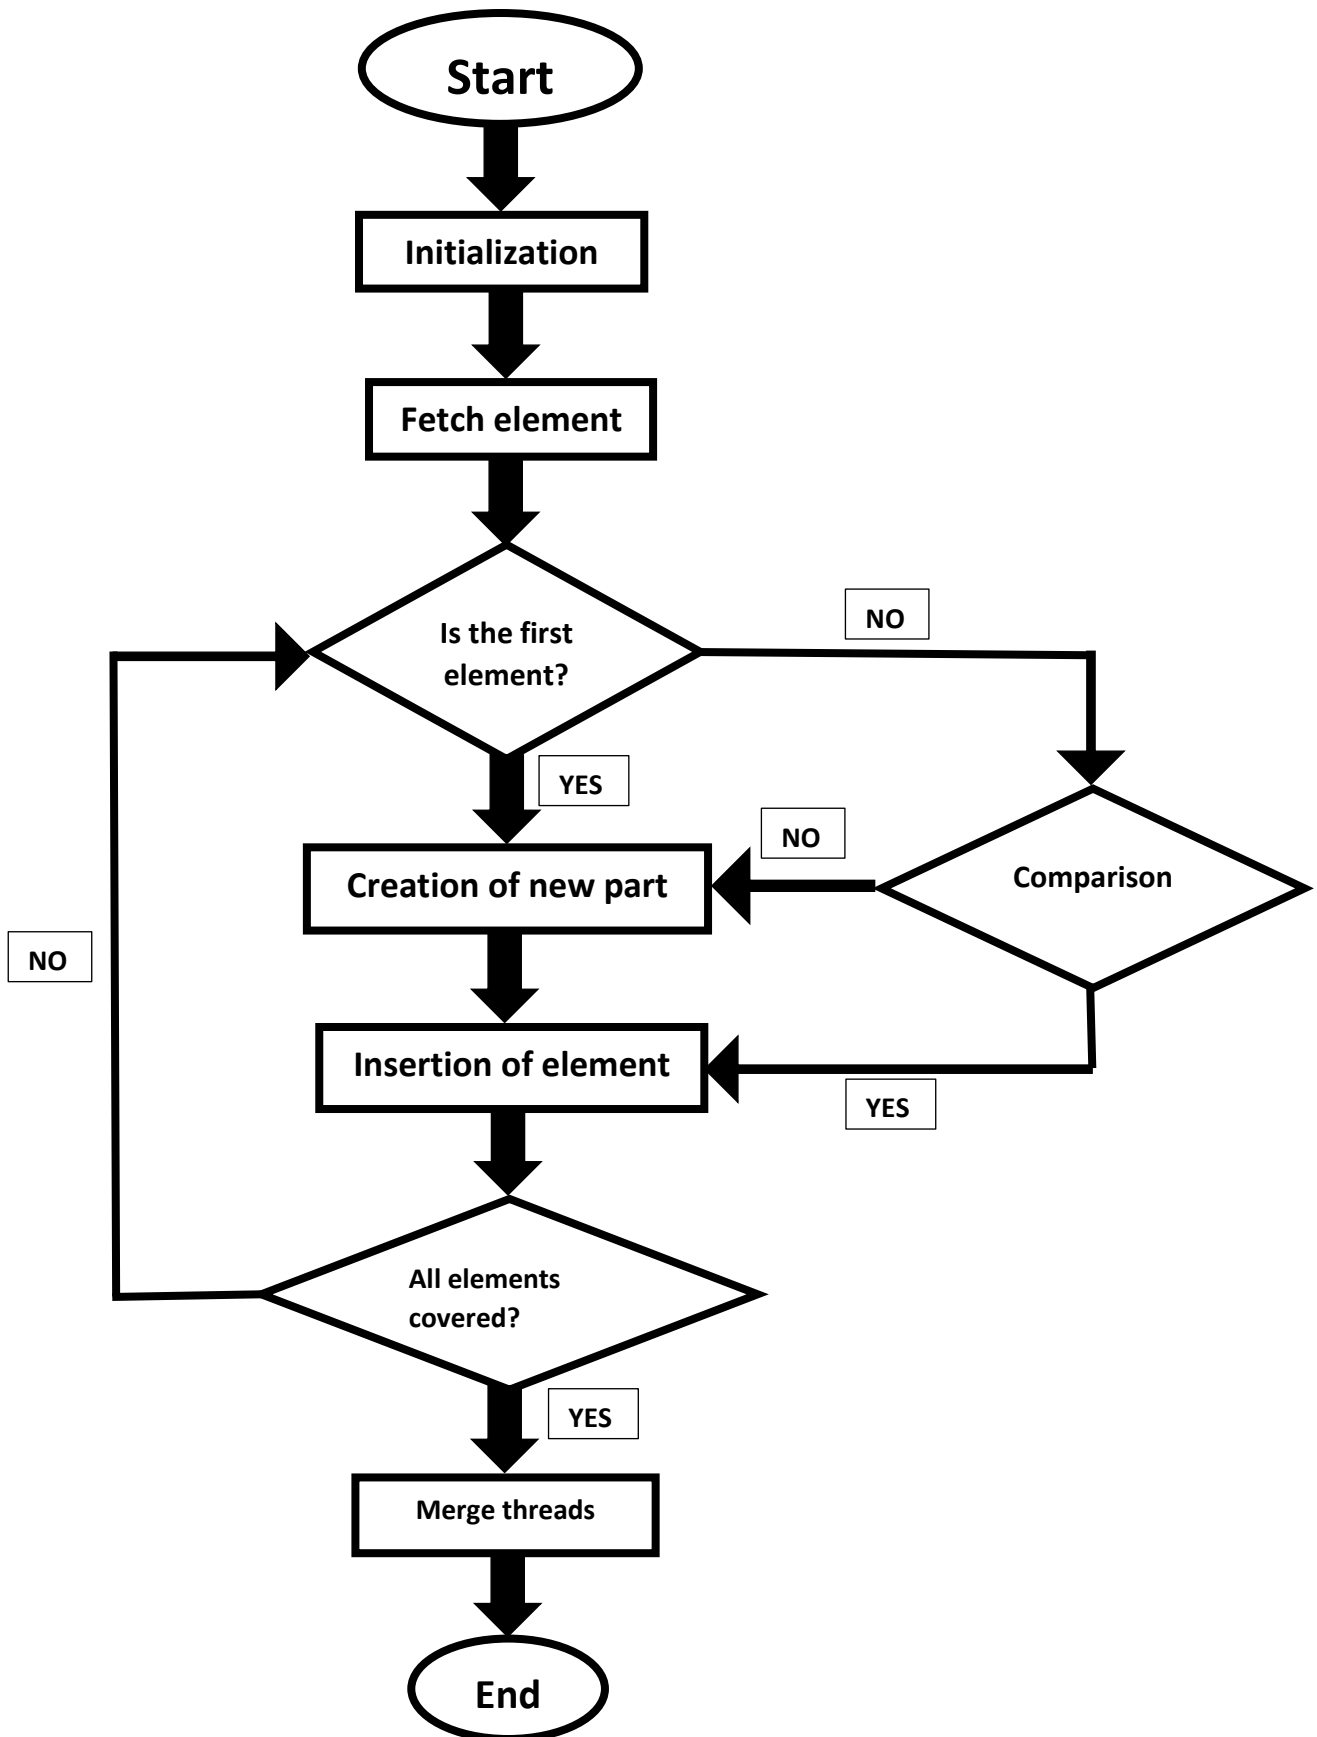 Start
Initialization
Fetch element
Is the first
element?
NO
YES
NO
Comparison
Creation of new part
NO
Insertion of element
YES
All elements
covered?
YES
Merge threads
End